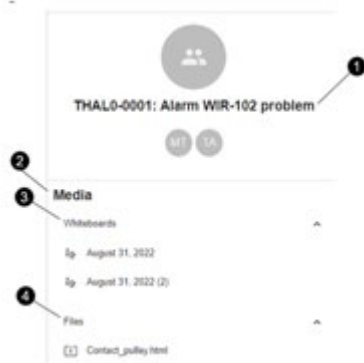 1
THAL0-0001: Alarm WIR-102 problem
MT TA
2
Media
3
Whiteboards
August 31, 2022
August 31, 2022 (2)
4
Files
Contact_pulley.html